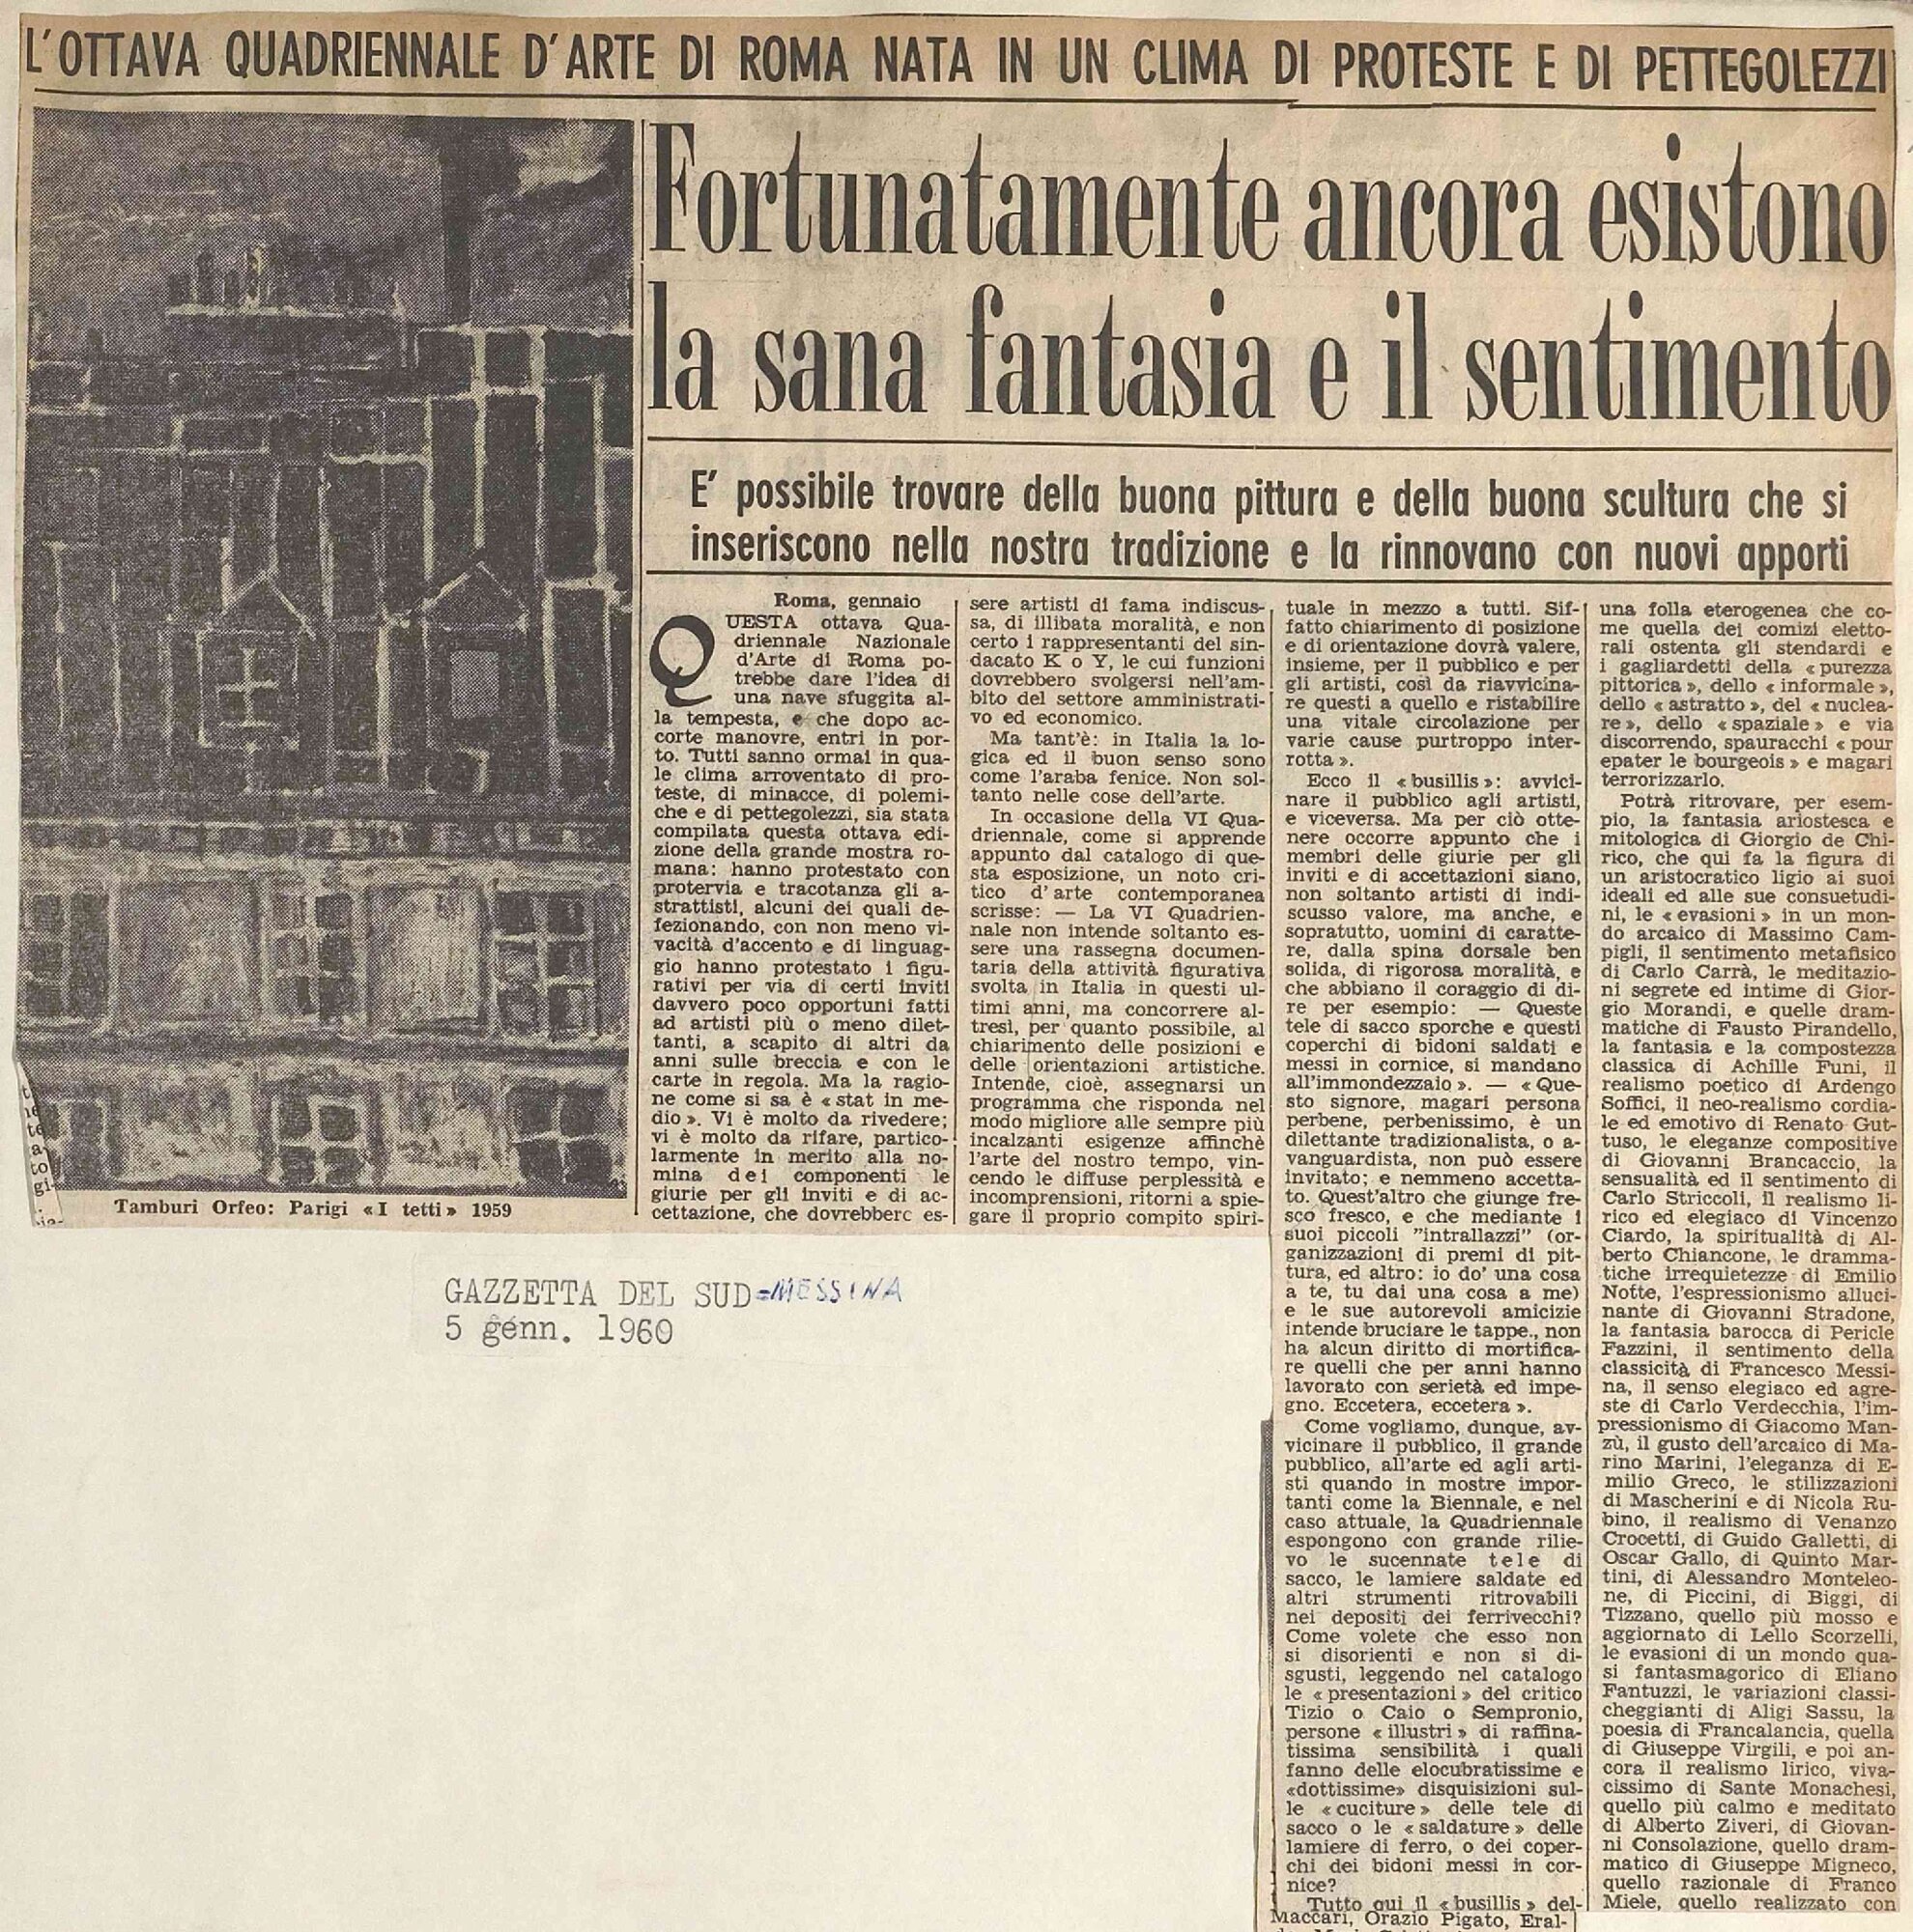 L'OTTAVA QUADRIENNALE D'ARTE DI ROMA NATA IN UN CLIMA DI PROTESTE E DI PETTEGOLEZZI
Fortunatamente ancora esistono
la sana fantasia e il sentimento
E' possibile trovare della buona pittura e della buona scultura che si
inseriscono nella nostra tradizione e la rinnovano con nuovi apporti
Tamburi Orfeo: Parigi «I tetti» 1959
Roma, gennaio
QUESTA ottava Qua-
driennale Nazionale
d'Arte di Roma po-
trebbe dare l'idea di
una nave sfuggita al-
la tempesta, e che dopo ac-
corte manovre, entri in por-
to. Tutti sanno ormai in qua-
le clima arroventato di pro-
teste, di minacce, di polemi-
che e di pettegolezzi, sia stata
compilata questa ottava edi-
zione della grande mostra ro-
mana: hanno protestato con
protervia e tracotanza gli a-
strattisti, alcuni dei quali de-
fezionando, con non meno vi-
vacità d'accento e di linguag-
gio hanno protestato i figu-
rativi per via di certi inviti
davvero poco opportuni fatti
ad artisti più o meno dilet-
tanti, a scapito di altri da
anni sulle breccia e con le
carte in regola. Ma la ragio-
ne come si sa è « stat in me-
dio ». Vi è molto da rivedere;
vi è molto da rifare, partico-
larmente in merito alla no-
mina dei componenti le
giurie per gli inviti e di ac-
cettazione, che dovrebberc es-
sere artisti di fama indiscus-
sa, di illibata moralità, e non
certo i rappresentanti del sin-
dacato K o Y, le cui funzioni
dovrebbero svolgersi nell'am-
bito del settore amministrati-
vo ed economico.
Ma tant'è: in Italia la lo-
gica ed il buon senso sono
come l'araba fenice. Non sol-
tanto nelle cose dell'arte.
In occasione della VI Qua-
driennale, come si apprende
appunto dal catalogo di que-
sta esposizione, un noto cri-
tico d'arte contemporanea
scrisse: — La VI Quadrien-
nale non intende soltanto es-
sere una rassegna documen-
taria della attività figurativa
svolta in Italia in questi ul-
timi anni, ma concorrere al-
tresì, per quanto possibile, al
chiarimento delle posizioni e
delle orientazioni artistiche.
Intende, cioè, assegnarsi un
programma che risponda nel
modo migliore alle sempre più
incalzanti esigenze affinchè
l'arte del nostro tempo, vin-
cendo le diffuse perplessità e
incomprensioni, ritorni a spie-
gare il proprio compito spiri-
tuale in mezzo a tutti. Sif-
fatto chiarimento di posizione
e di orientazione dovrà valere,
insieme, per il pubblico e per
gli artisti, così da riavvicina-
re questi a quello e ristabilire
una vitale circolazione per
varie cause purtroppo inter-
rotta ».
Ecco il « busillis »: avvici-
nare il pubblico agli artisti,
e viceversa. Ma per ciò otte-
nere occorre appunto che i
membri delle giurie per gli
inviti e di accettazioni siano,
non soltanto artisti di indi-
scusso valore, ma anche, e
sopratutto, uomini di caratte-
re, dalla spina dorsale ben
solida, di rigorosa moralità, e
che abbiano il coraggio di di-
re per esempio: — Queste
tele di sacco sporche e questi
coperchi di bidoni saldati e
messi in cornice, si mandano
all'immondezzaio ». — « Que-
sto signore, magari persona
perbene, perbenissimo, è un
dilettante tradizionalista, o a-
vanguardista, non può essere
invitato; e nemmeno accetta-
to. Quest'altro che giunge fre-
sco fresco, e che mediante i
suoi piccoli "intrallazzi" (or-
ganizzazioni di premi di pit-
tura, ed altro: io do' una cosa
a te, tu dai una cosa a me)
e le sue autorevoli amicizie
intende bruciare le tappe., non
ha alcun diritto di mortifica-
re quelli che per anni hanno
lavorato con serietà ed impe-
gno. Eccetera, eccetera ».
Come vogliamo, dunque, av-
vicinare il pubblico, il grande
pubblico, all'arte ed agli arti-
sti quando in mostre impor-
tanti come la Biennale, e nel
caso attuale, la Quadriennale
espongono con grande rilie-
vo le sucennate tele di
sacco, le lamiere saldate ed
altri strumenti ritrovabili
nei depositi dei ferrivecchi?
Come volete che esso non
si disorienti e non si di-
sgusti, leggendo nel catalogo
le « presentazioni » del critico
Tizio o Caio o Sempronio,
persone « illustri » di raffina-
tissima sensibilità i quali
fanno delle elocubratissime e
«dottissime» disquisizioni sul-
le « cuciture » delle tele di
sacco o le « saldature » delle
lamiere di ferro, o dei coper-
chi dei bidoni messi in cor-
nice?
Tutto qui il « busillis » del-
Maccari, Orazio Pigato, Eral-
una folla eterogenea che co-
me quella dei comizi eletto-
rali ostenta gli stendardi e
i gagliardetti della « purezza
pittorica », dello « informale »,
dello « astratto », del « nuclea-
re », dello « spaziale » e via
discorrendo, spauracchi « pour
epater le bourgeois » e magari
terrorizzarlo.
Potrà ritrovare, per esem-
pio, la fantasia ariostesca e
mitologica di Giorgio de Chi-
rico, che qui fa la figura di
un aristocratico ligio ai suoi
ideali ed alle sue consuetudi-
ni, le « evasioni » in un mon-
do arcaico di Massimo Cam-
pigli, il sentimento metafisico
di Carlo Carrà, le meditazio-
ni segrete ed intime di Gior-
gio Morandi, e quelle dram-
matiche di Fausto Pirandello,
la fantasia e la compostezza
classica di Achille Funi, il
realismo poetico di Ardengo
Soffici, il neo-realismo cordia-
le ed emotivo di Renato Gut-
tuso, le eleganze compositive
di Giovanni Brancaccio, la
sensualità ed il sentimento di
Carlo Striccoli, il realismo li-
rico ed elegiaco di Vincenzo
Ciardo, la spiritualità di Al-
berto Chiancone, le dramma-
tiche irrequietezze di Emilio
Notte, l'espressionismo alluci-
nante di Giovanni Stradone,
la fantasia barocca di Pericle
Fazzini, il sentimento della
classicità di Francesco Messi-
na, il senso elegiaco ed agre-
ste di Carlo Verdecchia, l'im-
pressionismo di Giacomo Man-
zù, il gusto dell'arcaico di Ma-
rino Marini, l'eleganza di E-
milio Greco, le stilizzazioni
di Mascherini e di Nicola Ru-
bino, il realismo di Venanzo
Crocetti, di Guido Galletti, di
Oscar Gallo, di Quinto Mar-
tini, di Alessandro Monteleo-
ne, di Piccini, di Biggi, di
Tizzano, quello più mosso e
aggiornato di Lello Scorzelli,
le evasioni di un mondo qua-
si fantasmagorico di Eliano
Fantuzzi, le variazioni classi-
cheggianti di Aligi Sassu, la
poesia di Francalancia, quella
di Giuseppe Virgili, e poi an-
cora il realismo lirico, viva-
cissimo di Sante Monachesi,
quello più calmo e meditato
di Alberto Ziveri, di Giovan-
ni Consolazione, quello dram-
matico di Giuseppe Migneco,
quello razionale di Franco
Miele, quello realizzato con
GAZZETTA DEL SUD=MESSINA
5 genn. 1960